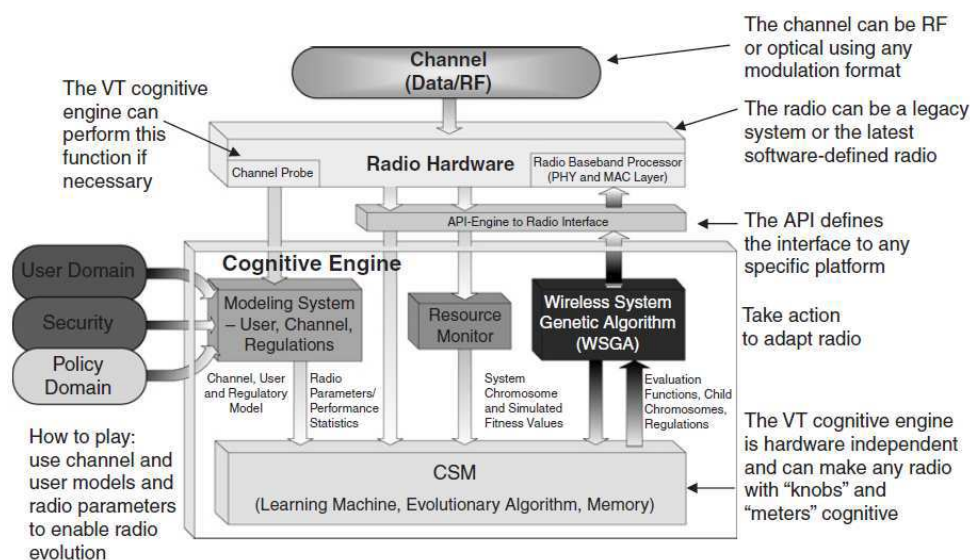 Channel
(Data/RF)
The channel can be RF
or optical using any
modulation format
The VT cognitive
engine can
perform this
function if
necessary
The radio can be a legacy
system or the latest
software-defined radio
Channel Probe
Radio Hardware
Radio Baseband Processor
(PHY and MAC Layer)
API-Engine to Radio Interface
The API defines
the interface to any
specific platform
Cognitive Engine
User Domain
Security
Policy
Domain
Modeling System
– User, Channel,
Regulations
Resource
Monitor
Wireless System
Genetic Algorithm
(WSGA)
Take action
to adapt radio
Channel, User
and Regulatory
Model
Radio
Parameters/
Performance
Statistics
System
Chromosome
and Simulated
Fitness Values
Evaluation
Functions, Child
Chromosomes,
Regulations
How to play:
use channel and
user models and
radio parameters
to enable radio
evolution
CSM
(Learning Machine, Evolutionary Algorithm, Memory)
The VT cognitive engine
is hardware independent
and can make any radio
with “knobs” and
“meters” cognitive